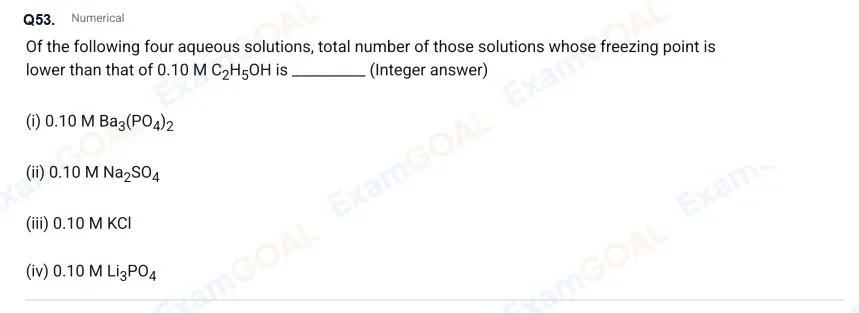 Q53. Numerical
Of the following four aqueous solutions, total number of those solutions whose freezing point is
lower than that of 0.10 M C₂H₅OH is _________ (Integer answer)
(i) 0.10 M Ba₃(PO₄)₂
(ii) 0.10 M Na₂SO₄
(iii) 0.10 M KCl
(iv) 0.10 M Li₃PO₄
ExamGOAL